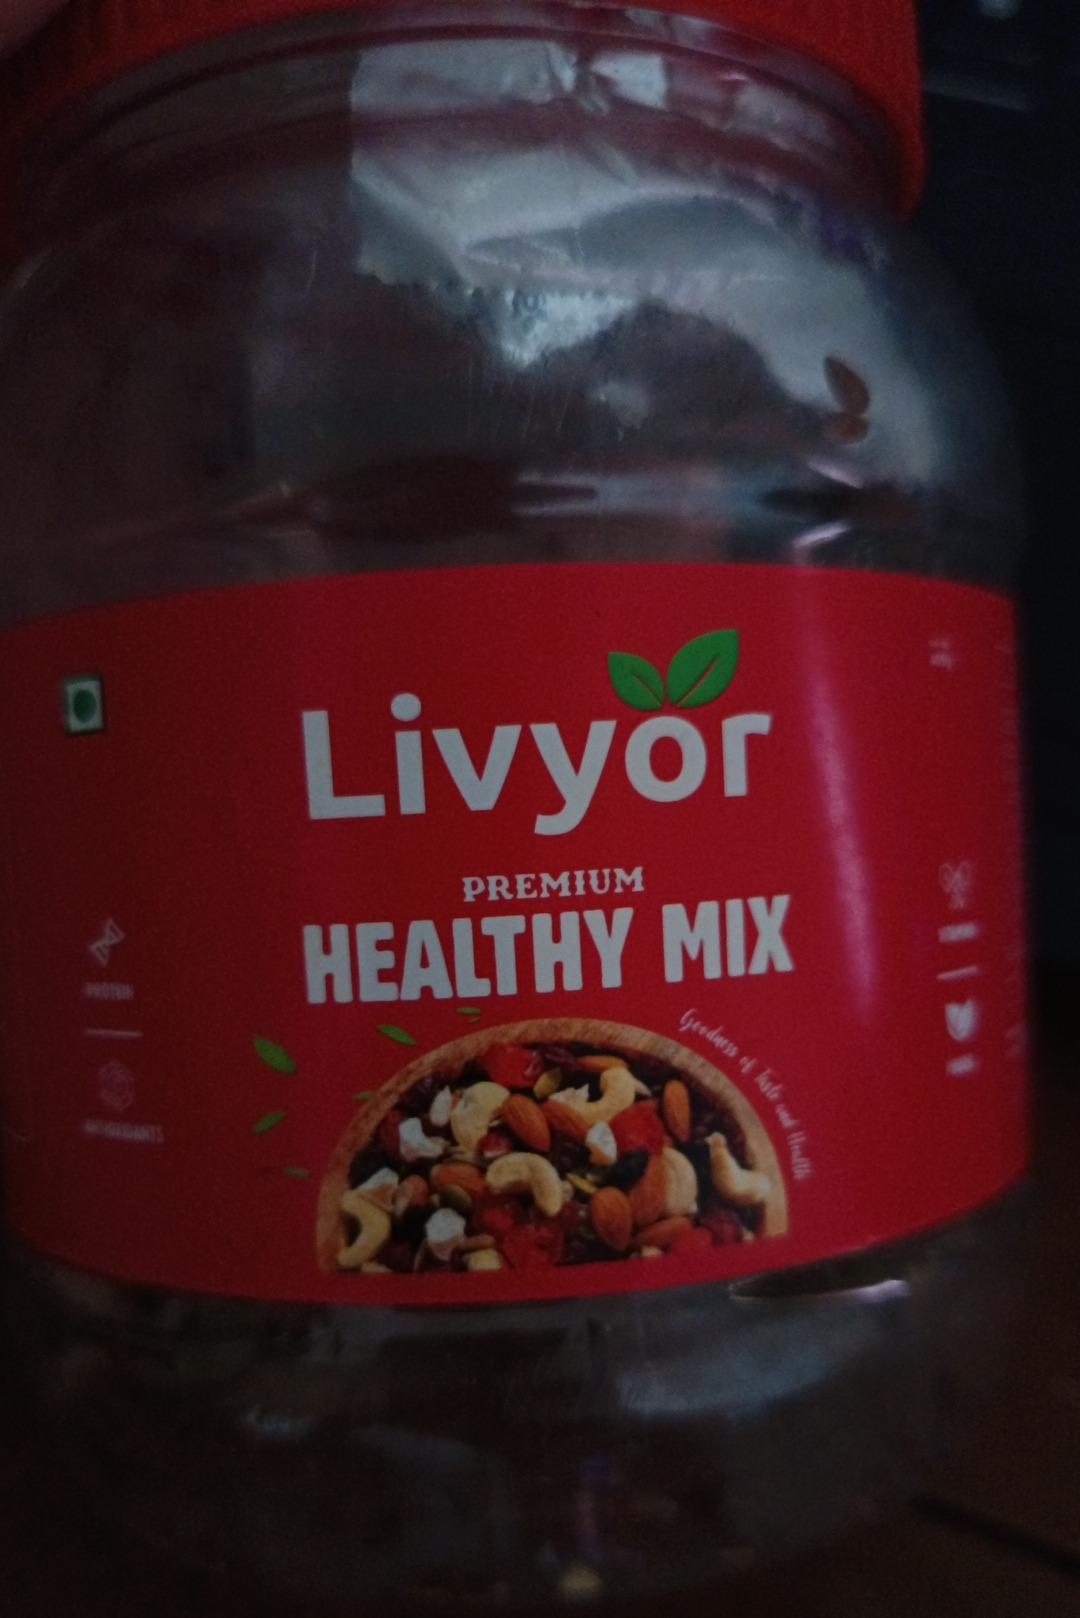 Livyor
PREMIUM
HEALTHY MIX
Goodness of Taste and Health
PROTEIN
ANTIOXIDANTS